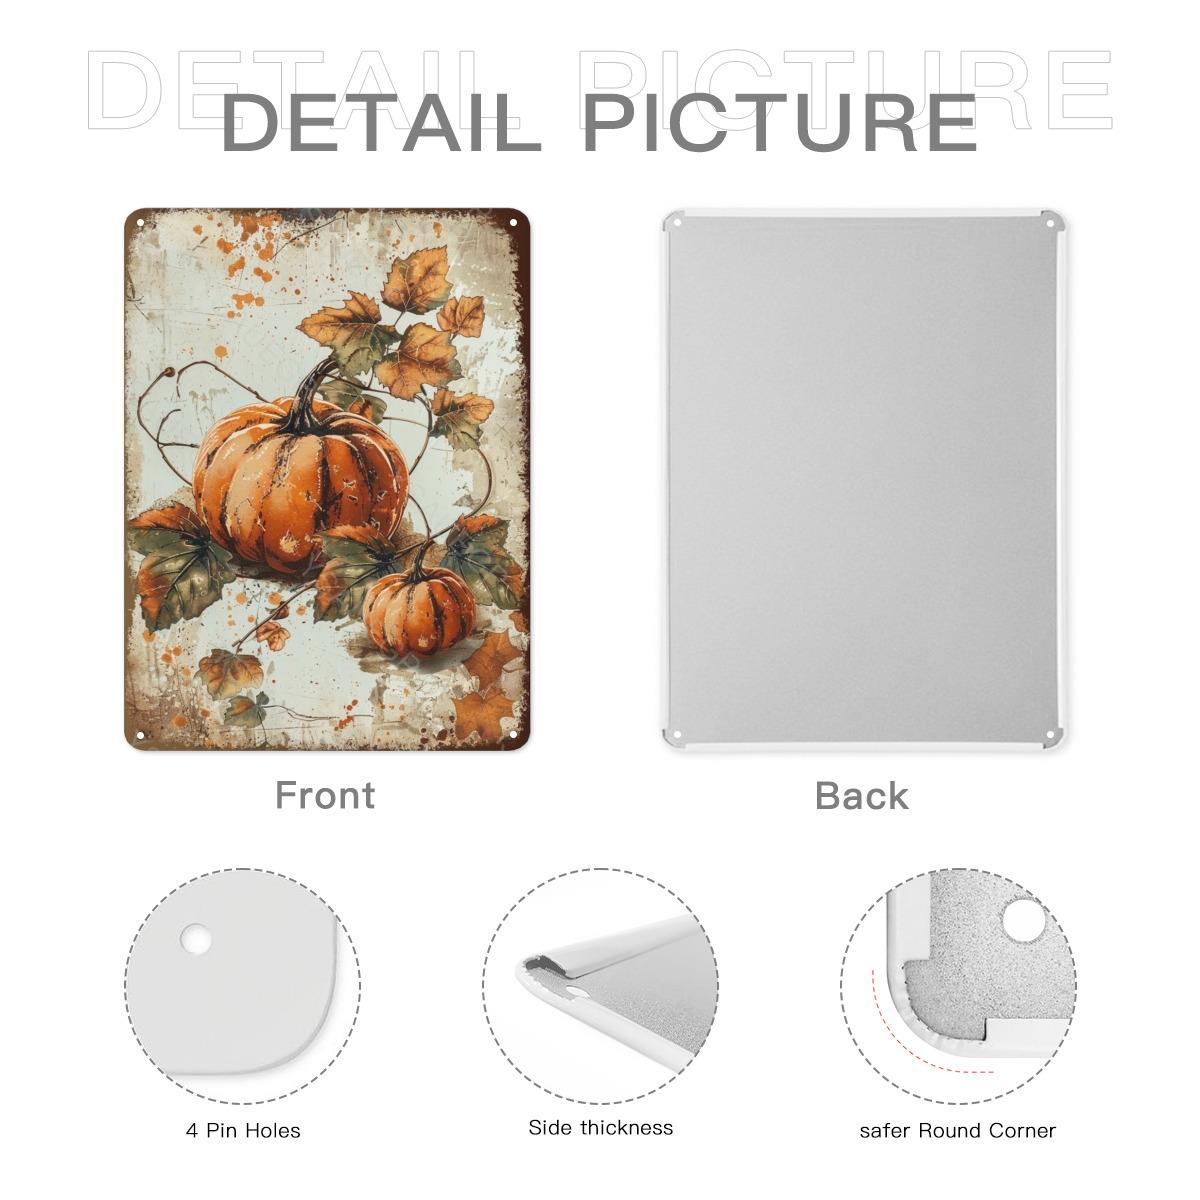 DETAIL PICTURE
DETAIL PICTURE
Front
Back
4 Pin Holes
Side thickness
safer Round Corner